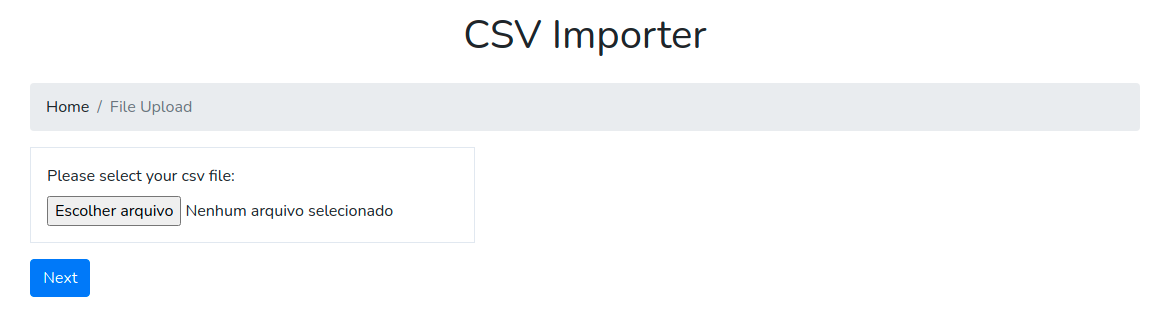 CSV Importer
Home / File Upload
Please select your csv file:
Escolher arquivo Nenhum arquivo selecionado
Next